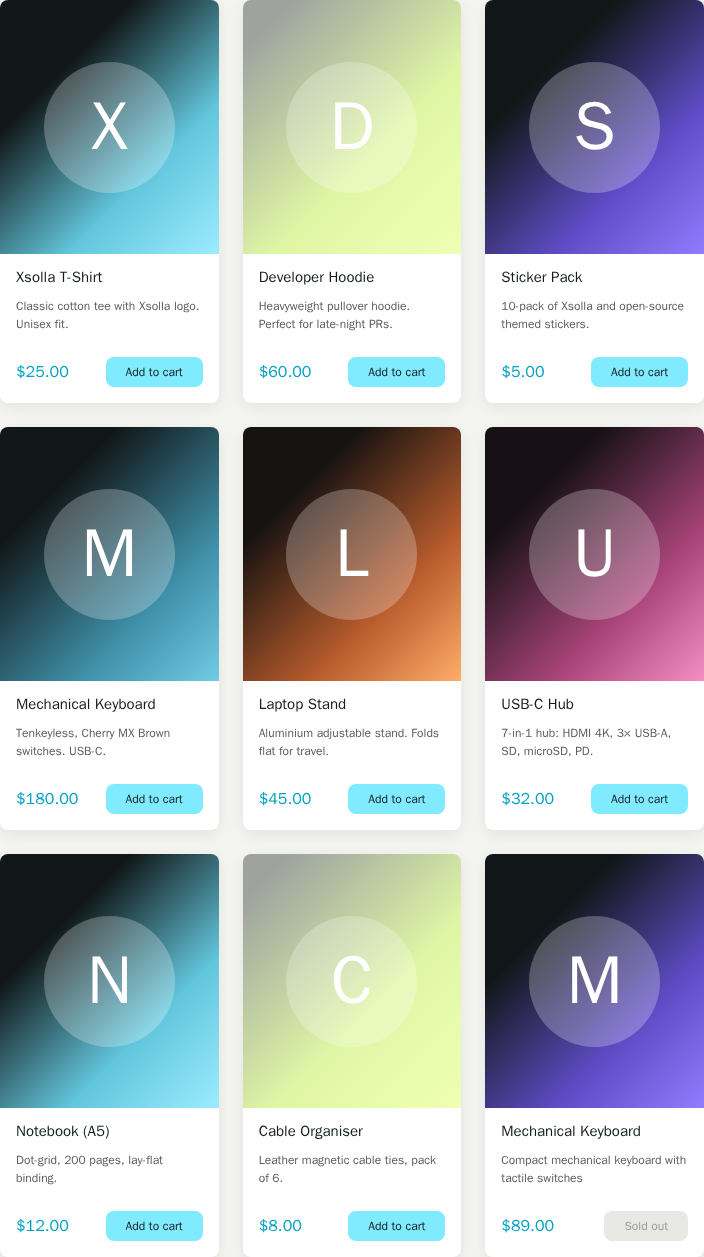 X
D
S
Xsolla T-Shirt
Classic cotton tee with Xsolla logo.
Unisex fit.
$25.00
Add to cart
Developer Hoodie
Heavyweight pullover hoodie.
Perfect for late-night PRs.
$60.00
Add to cart
Sticker Pack
10-pack of Xsolla and open-source
themed stickers.
$5.00
Add to cart
M
L
U
Mechanical Keyboard
Tenkeyless, Cherry MX Brown
switches. USB-C.
$180.00
Add to cart
Laptop Stand
Aluminium adjustable stand. Folds
flat for travel.
$45.00
Add to cart
USB-C Hub
7-in-1 hub: HDMI 4K, 3× USB-A,
SD, microSD, PD.
$32.00
Add to cart
N
C
M
Notebook (A5)
Dot-grid, 200 pages, lay-flat
binding.
$12.00
Add to cart
Cable Organiser
Leather magnetic cable ties, pack
of 6.
$8.00
Add to cart
Mechanical Keyboard
Compact mechanical keyboard with
tactile switches
$89.00
Sold out